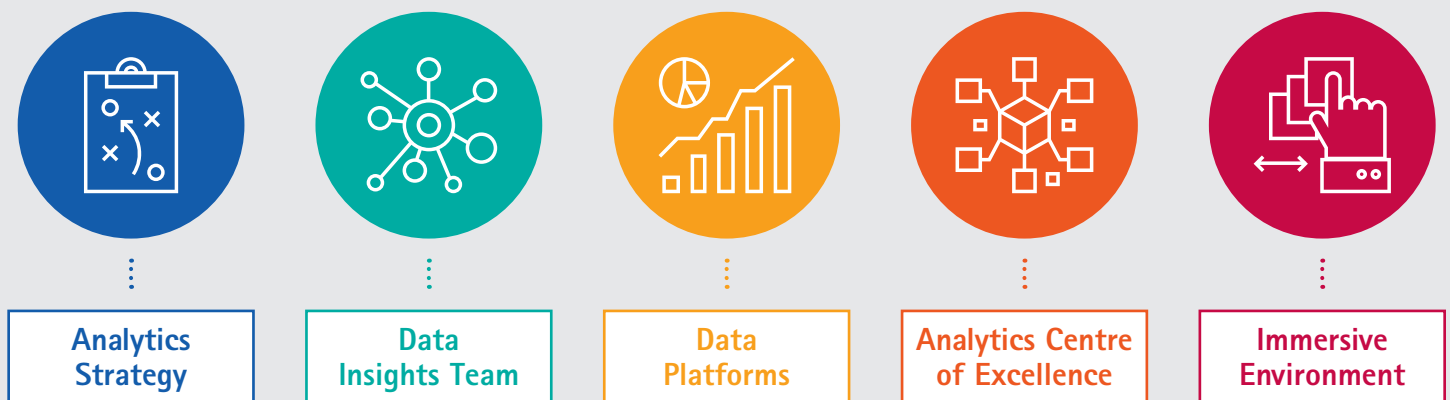 Analytics
Strategy
Data
Insights Team
Data
Platforms
Analytics Centre
of Excellence
Immersive
Environment